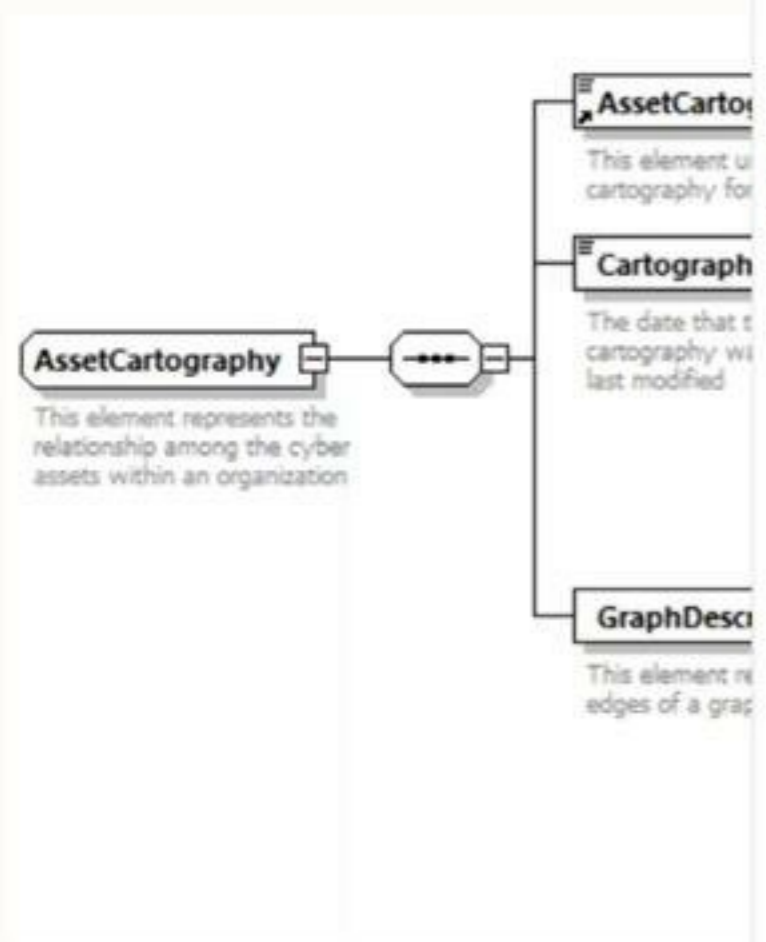 AssetCartography
This element represents the
relationship among the cyber
assets within an organization
AssetCartog
This element u
cartography for
Cartograph
The date that t
cartography wa
last modified
GraphDescr
This element re
edges of a grap